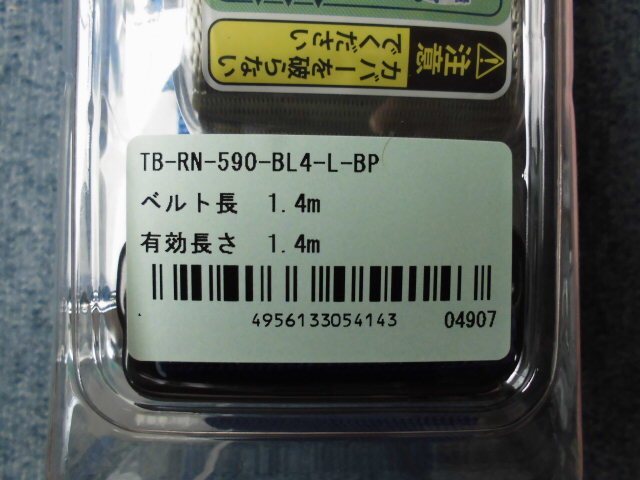 注意
カバーを破らない
でください
TB-RN-590-BL4-L-BP
ベルト長 1.4m
有効長さ 1.4m
4956133054143 04907